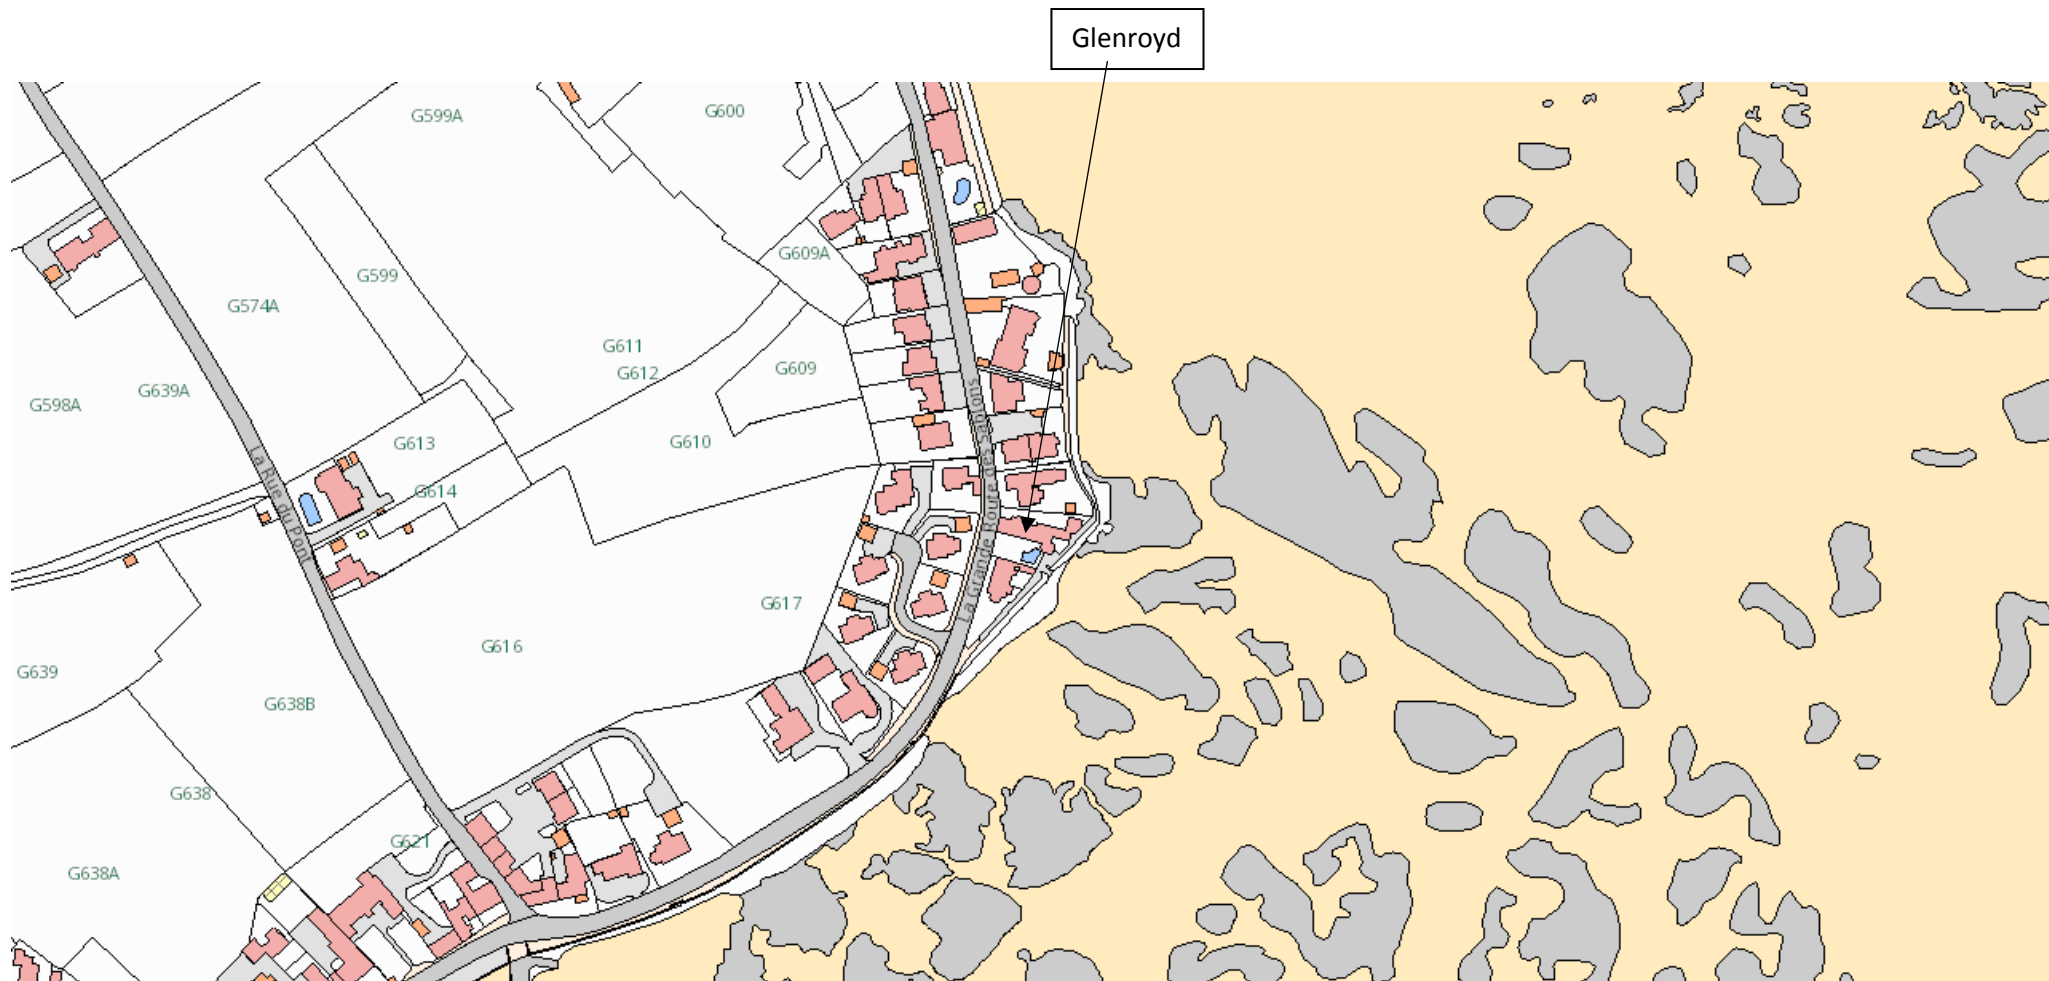 Glenroyd
G599A
G600
G609A
G599
G574A
G611
G612
G609
G639A
G598A
G610
G613
G614
La Rue du Pont
La Grande Route des Sablons
G617
G616
G639
G638B
G638
G621
G638A